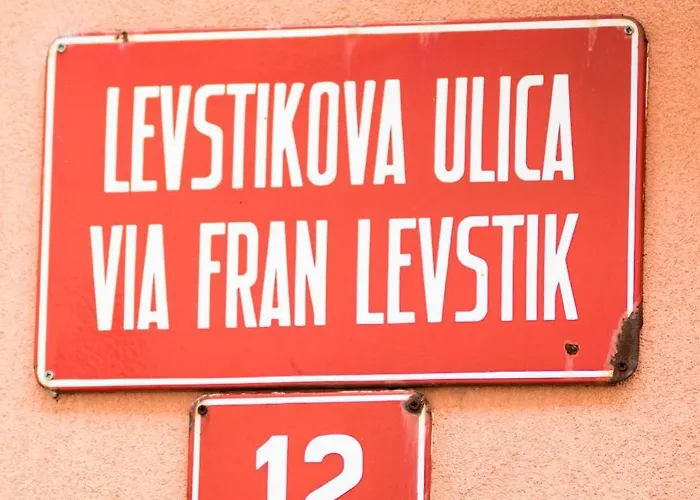 LEVSTIKOVA ULICA
VIA FRAN LEVSTIK
12